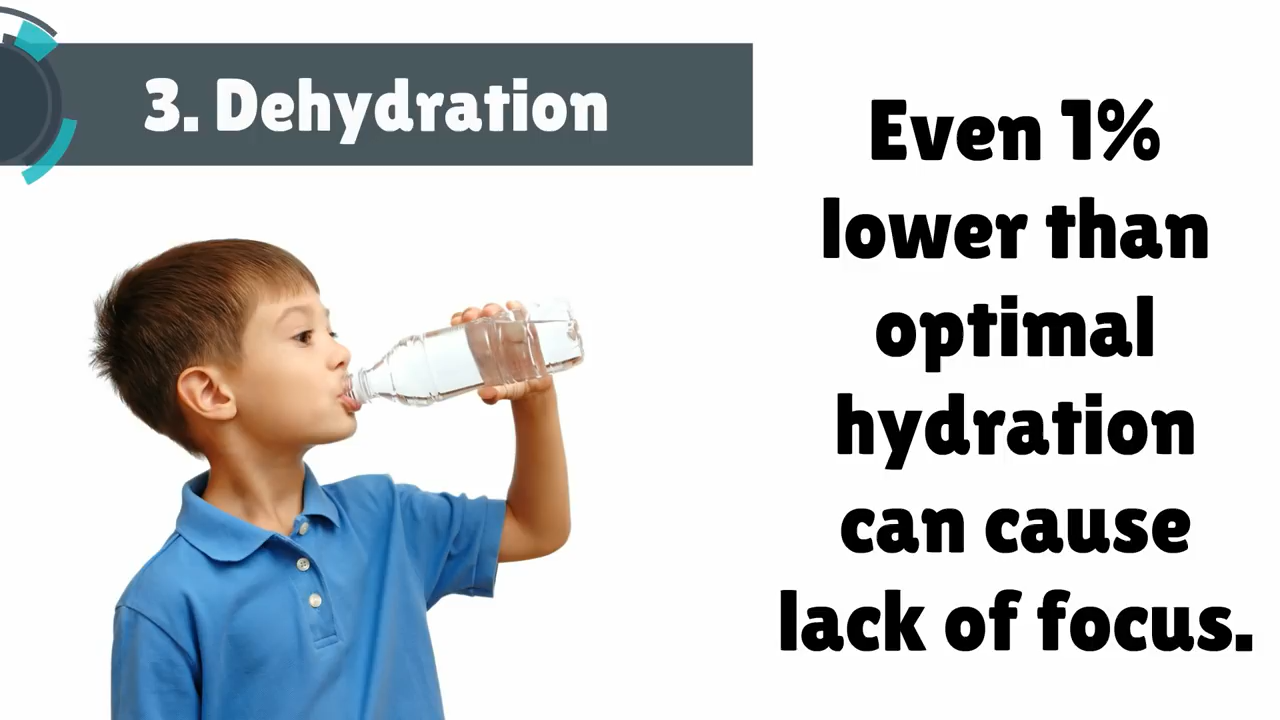 3. Dehydration
Even 1%
lower than
optimal
hydration
can cause
lack of focus.